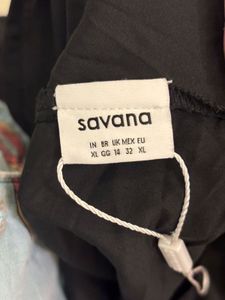 savana
IN BR UK MEX EU
XL GG 14 32 XL